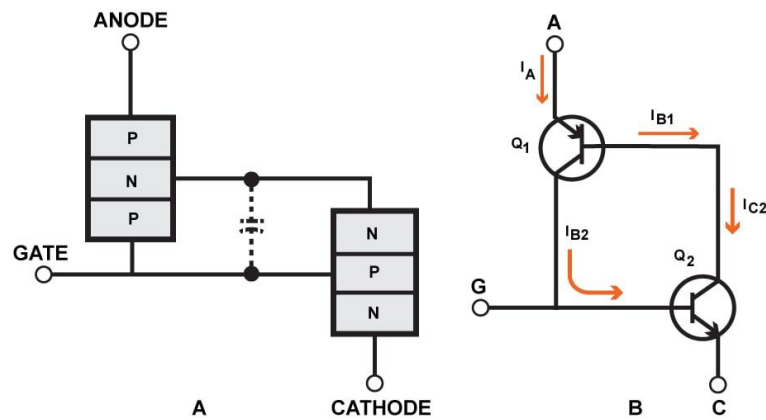 ANODE
P
N
P
GATE
N
P
N
CATHODE
A
A
I_A
Q_1
I_B1
I_C2
I_B2
Q_2
G
B
C